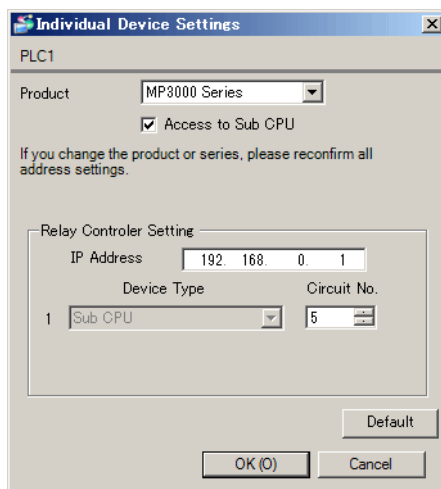 Individual Device Settings
PLC1
Product MP3000 Series
Access to Sub CPU
If you change the product or series, please reconfirm all
address settings.
Relay Controler Setting
IP Address 192. 168. 0. 1
Device Type Circuit No.
1 Sub CPU 5
Default
OK (O) Cancel